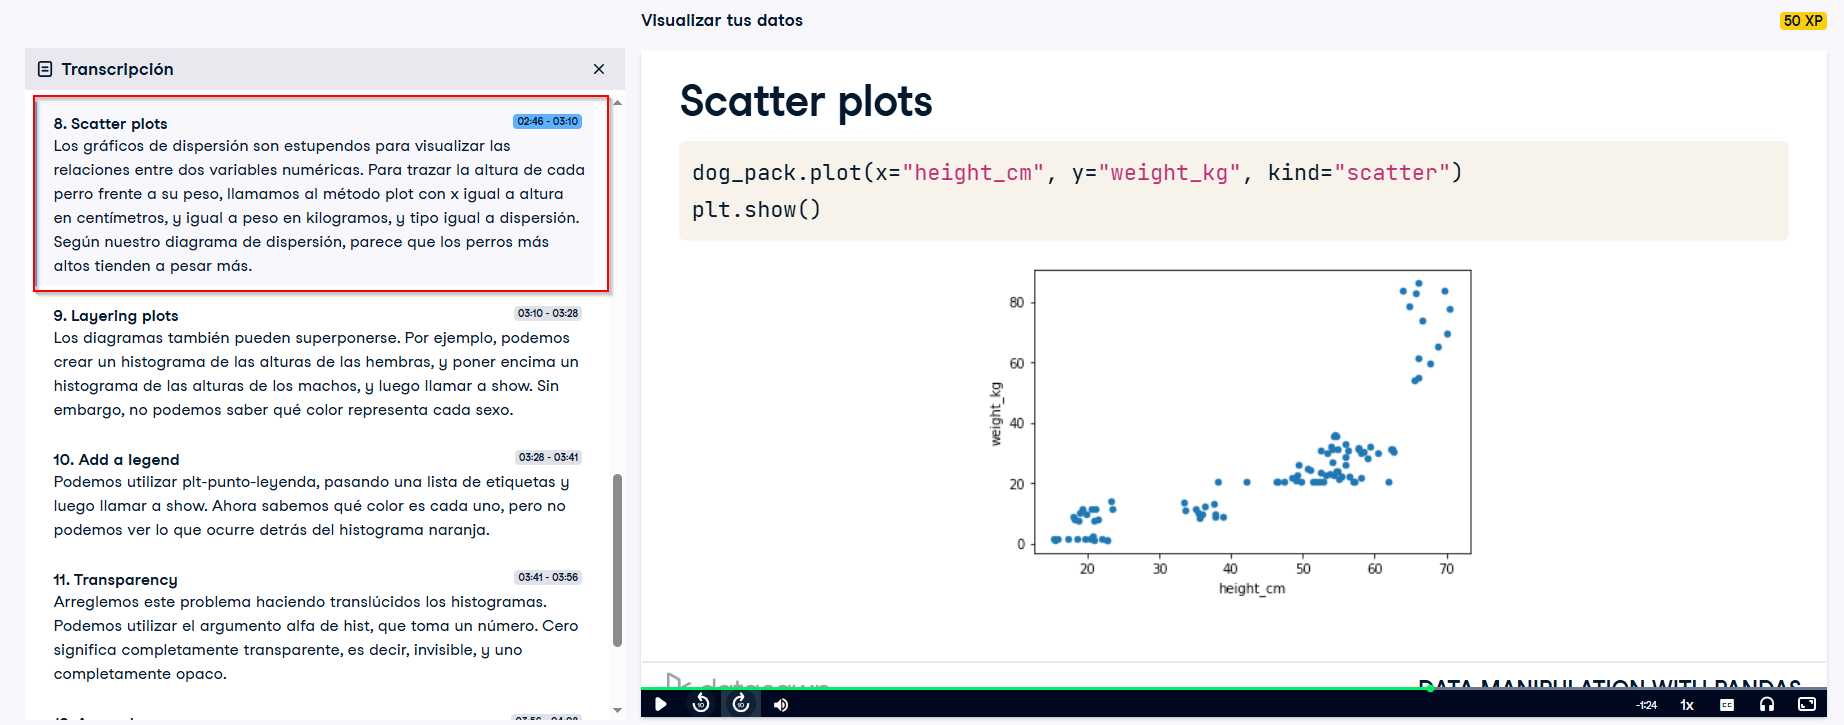 Visualizar tus datos
50 XP
Transcripción
8. Scatter plots
02:46 - 03:10
Los gráficos de dispersión son estupendos para visualizar las
relaciones entre dos variables numéricas. Para trazar la altura de cada
perro frente a su peso, llamamos al método plot con x igual a altura
en centímetros, y igual a peso en kilogramos, y tipo igual a dispersión.
Según nuestro diagrama de dispersión, parece que los perros más
altos tienden a pesar más.
9. Layering plots
03:10 - 03:28
Los diagramas también pueden superponerse. Por ejemplo, podemos
crear un histograma de las alturas de las hembras, y poner encima un
histograma de las alturas de los machos, y luego llamar a show. Sin
embargo, no podemos saber qué color representa cada sexo.
10. Add a legend
03:28 - 03:41
Podemos utilizar plt-punto-leyenda, pasando una lista de etiquetas y
luego llamar a show. Ahora sabemos qué color es cada uno, pero no
podemos ver lo que ocurre detrás del histograma naranja.
11. Transparency
03:41 - 03:56
Arreglemos este problema haciendo translúcidos los histogramas.
Podemos utilizar el argumento alfa de hist, que toma un número. Cero
significa completamente transparente, es decir, invisible, y uno
completamente opaco.
Scatter plots
dog_pack.plot(x="height_cm", y="weight_kg", kind="scatter")
plt.show()
80
60
40
20
0
weight_kg
20 30 40 50 60 70
height_cm
DATA MANIPULATION WITH PANDAS
10
10
-1:24
1x
CC